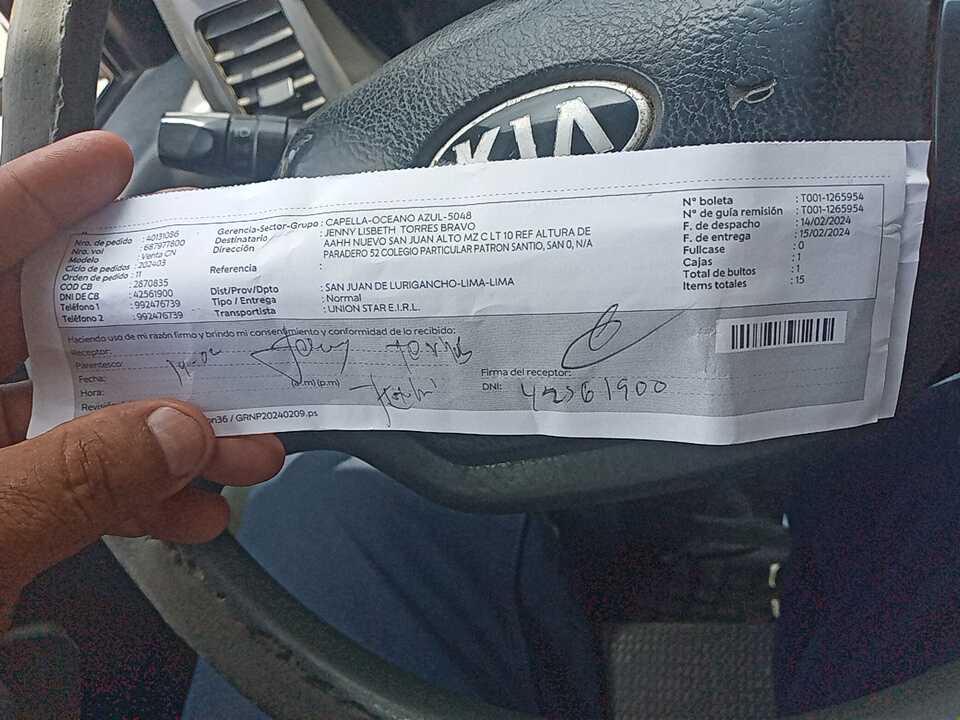 KIA
Nro. de pedido : 40131036
Nro. vol : 687977800
Modelo : Venta CN
Ciclo de pedidos : 202403
Orden de pedido : 11
COD CB : 2870835
DNI DE CB : 42561900
Teléfono 1 : 992476739
Teléfono 2 : 992476739
Gerencia-Sector-Grupo : CAPELLA-OCEANO AZUL-5048
Destinatario : JENNY LISBETH TORRES BRAVO
Dirección : AAHH NUEVO SAN JUAN ALTO MZ C LT 10 REF ALTURA DE
PARADERO 52 COLEGIO PARTICULAR PATRON SANTIO, SAN 0, N/A
Referencia :
Dist/Prov/Dpto : SAN JUAN DE LURIGANCHO-LIMA-LIMA
Tipo / Entrega : Normal
Transportista : UNION STAR E.I.R.L.
N° boleta : T001-1265954
N° de guía remisión : T001-1265954
F. de despacho : 14/02/2024
F. de entrega : 15/02/2024
Fullcase : 0
Cajas : 1
Total de bultos : 1
Items totales : 15
Haciendo uso de mi razón firmo y brindo mi consentimiento y conformidad de lo recibido:
Receptor: Jenny Torres
Parentesco:
Fecha:
Hora: (a.m)(p.m)
Firma del receptor:
DNI: 42561900
/ GRNP20240209.ps